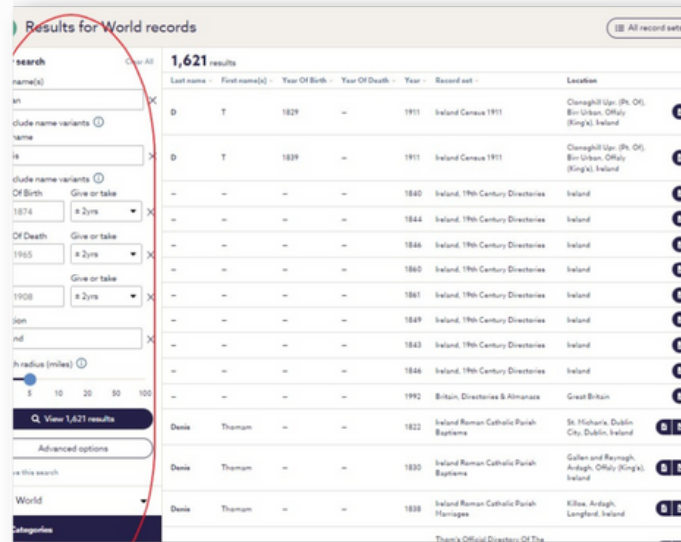 Results for World records
All record sets
search
Clear All
1,621 results
name(s)
Last name
First name(s)
Year Of Birth
Year Of Death
Year
Record set
Location
an
clude name variants
name
is
clude name variants
Of Birth
Give or take
1874
± 2yrs
Of Death
Give or take
1965
± 2yrs
Give or take
1908
± 2yrs
tion
nd
h radius (miles)
5 10 20 50 100
View 1,621 results
Advanced options
ve this search
World
Categories
D T 1829 – 1911 Ireland Census 1911
Clonoghill Upr. (Pt. Of),
Birr Urban, Offaly
(King's), Ireland
D T 1839 – 1911 Ireland Census 1911
Clonoghill Upr. (Pt. Of),
Birr Urban, Offaly
(King's), Ireland
– – – – 1840 Ireland, 19th Century Directories Ireland
– – – – 1844 Ireland, 19th Century Directories Ireland
– – – – 1846 Ireland, 19th Century Directories Ireland
– – – – 1860 Ireland, 19th Century Directories Ireland
– – – – 1861 Ireland, 19th Century Directories Ireland
– – – – 1849 Ireland, 19th Century Directories Ireland
– – – – 1843 Ireland, 19th Century Directories Ireland
– – – – 1846 Ireland, 19th Century Directories Ireland
– – – – 1992 Britain, Directories & Almanacs Great Britain
Denis Thomam – – 1822
Ireland Roman Catholic Parish
Baptisms
St. Michan's, Dublin
City, Dublin, Ireland
Denis Thomam – – 1830
Ireland Roman Catholic Parish
Baptisms
Gallen and Reynagh,
Ardagh, Offaly (King's),
Ireland
Denis Thomam – – 1838
Ireland Roman Catholic Parish
Marriages
Killoe, Ardagh,
Longford, Ireland
Thom's Official Directory Of The